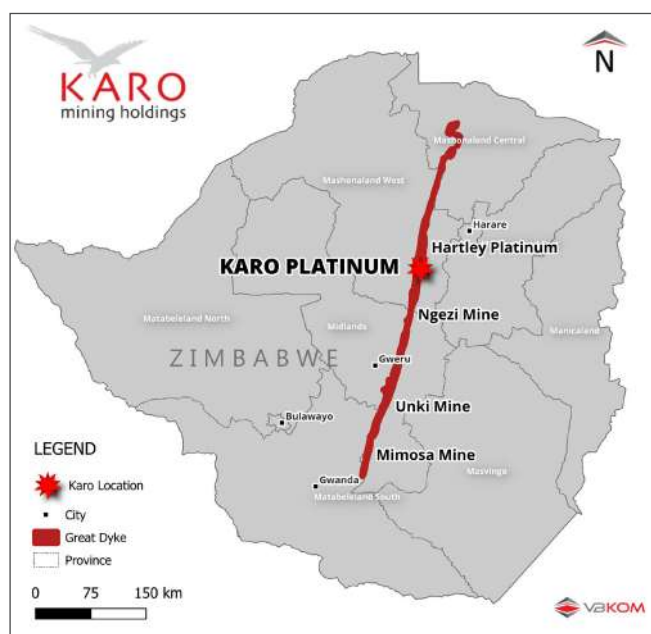 KARO
mining holdings
N
Mashonaland Central
Mashonaland West
Harare
Hartley Platinum
KARO PLATINUM
Ngezi Mine
Matabeleland North
Midlands
Manicaland
ZIMBABWE
Gweru
Unki Mine
Bulawayo
LEGEND
Mimosa Mine
Masvingo
Karo Location
Gwanda
Matabeleland South
City
Great Dyke
Province
0 75 150 km
VBKOM